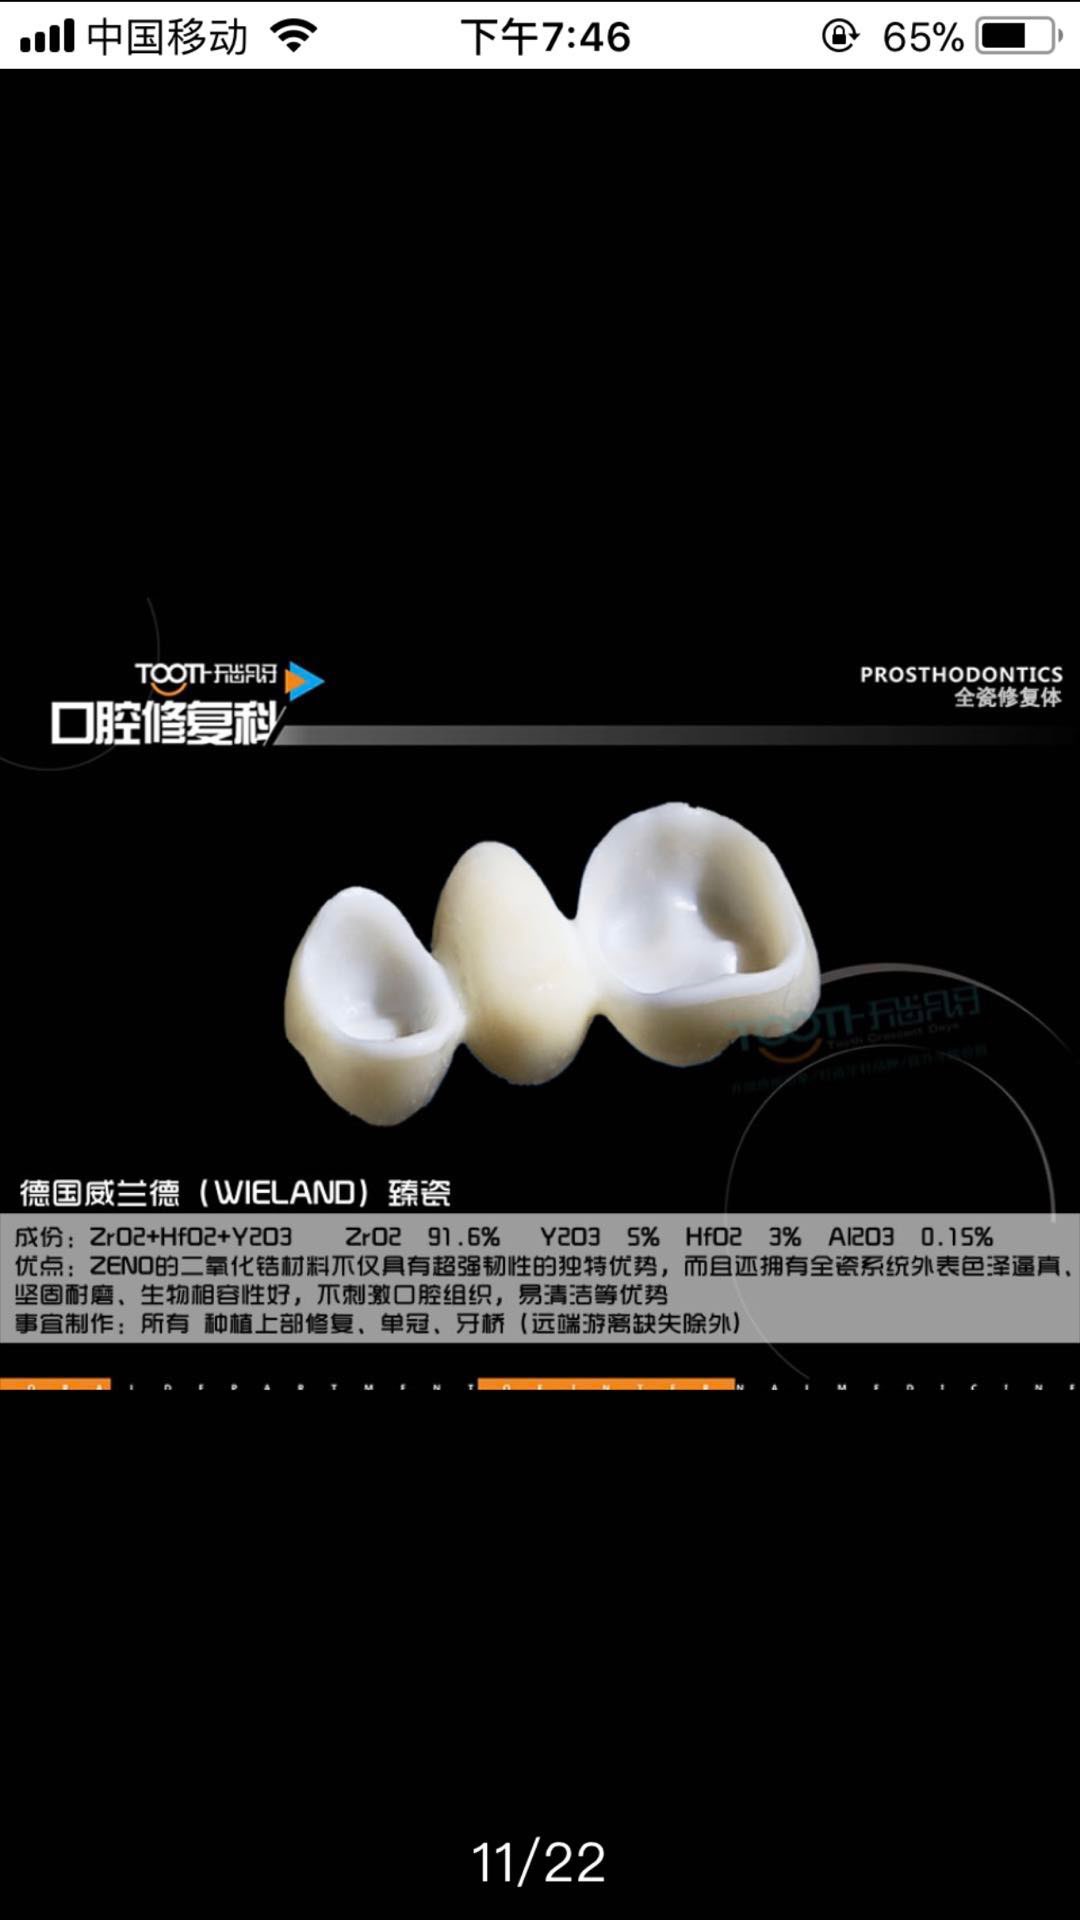 中国移动 下午7:46 65%
TOOTH
口腔修复科
PROSTHODONTICS
全瓷修复体
TOOTH
Tooth Crescent Days
德国威兰德（WIELAND）臻瓷
成份：ZrO2+HfO2+Y2O3 ZrO2 91.6% Y2O3 5% HfO2 3% Al2O3 0.15%
优点：ZENO的二氧化锆材料不仅具有超强韧性的独特优势，而且还拥有全瓷系统外表色泽逼真、
坚固耐磨、生物相容性好，不刺激口腔组织，易清洁等优势
事宜制作：所有 种植上部修复、单冠、牙桥（远端游离缺失除外）
11/22